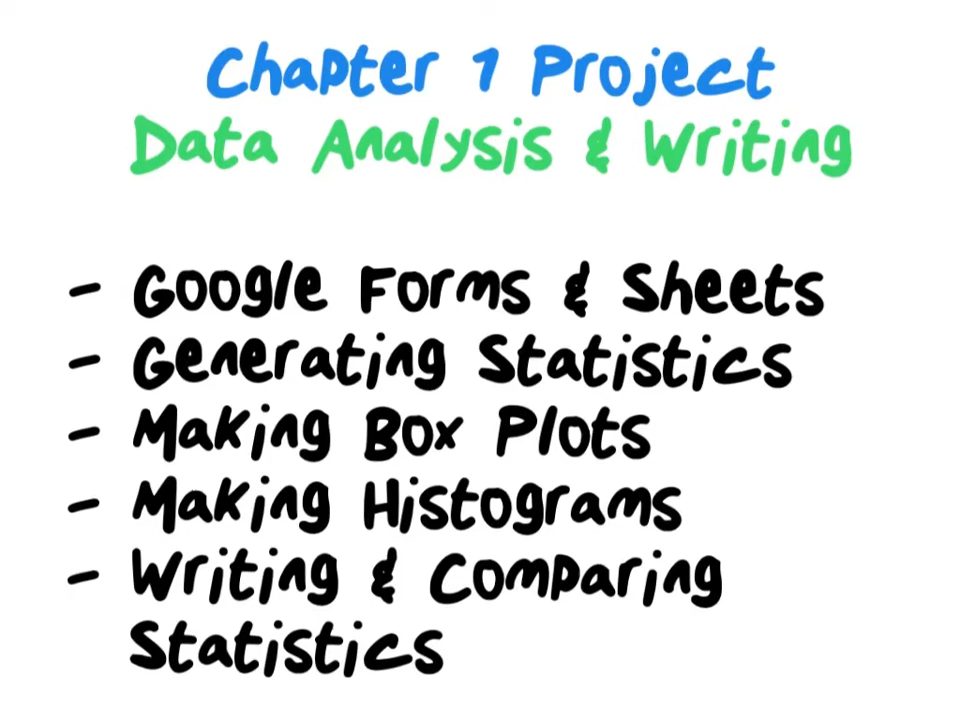 Chapter 1 Project
Data Analysis & Writing
- Google Forms & Sheets
- Generating Statistics
- Making Box Plots
- Making Histograms
- Writing & Comparing
Statistics